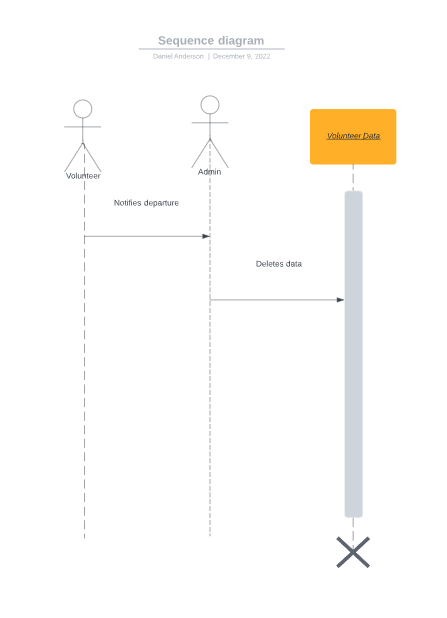 Sequence diagram
Daniel Anderson | December 9, 2022
Volunteer Data
Volunteer
Admin
Notifies departure
Deletes data